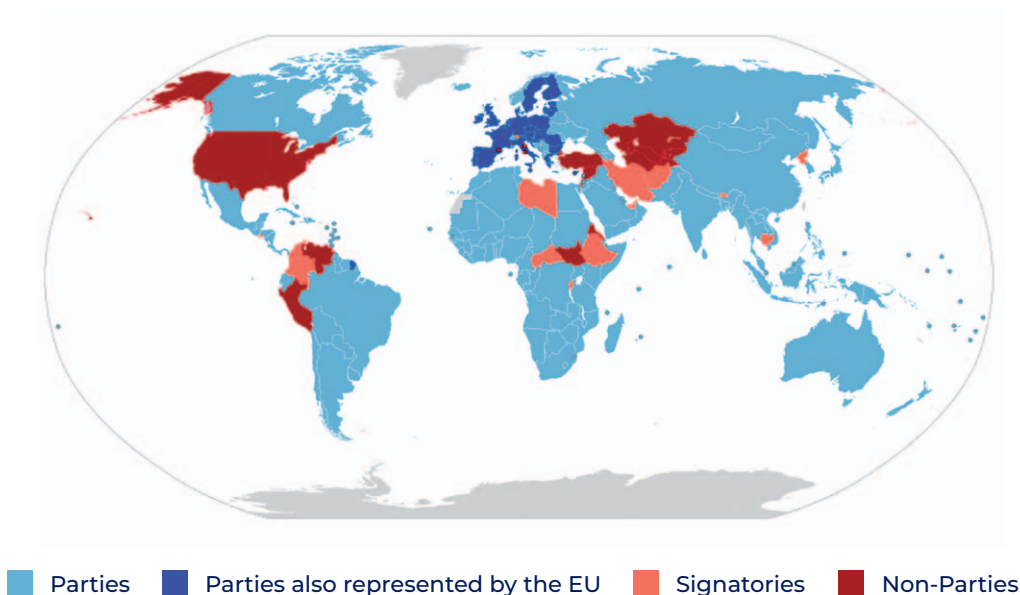 Parties
Parties also represented by the EU
Signatories
Non-Parties